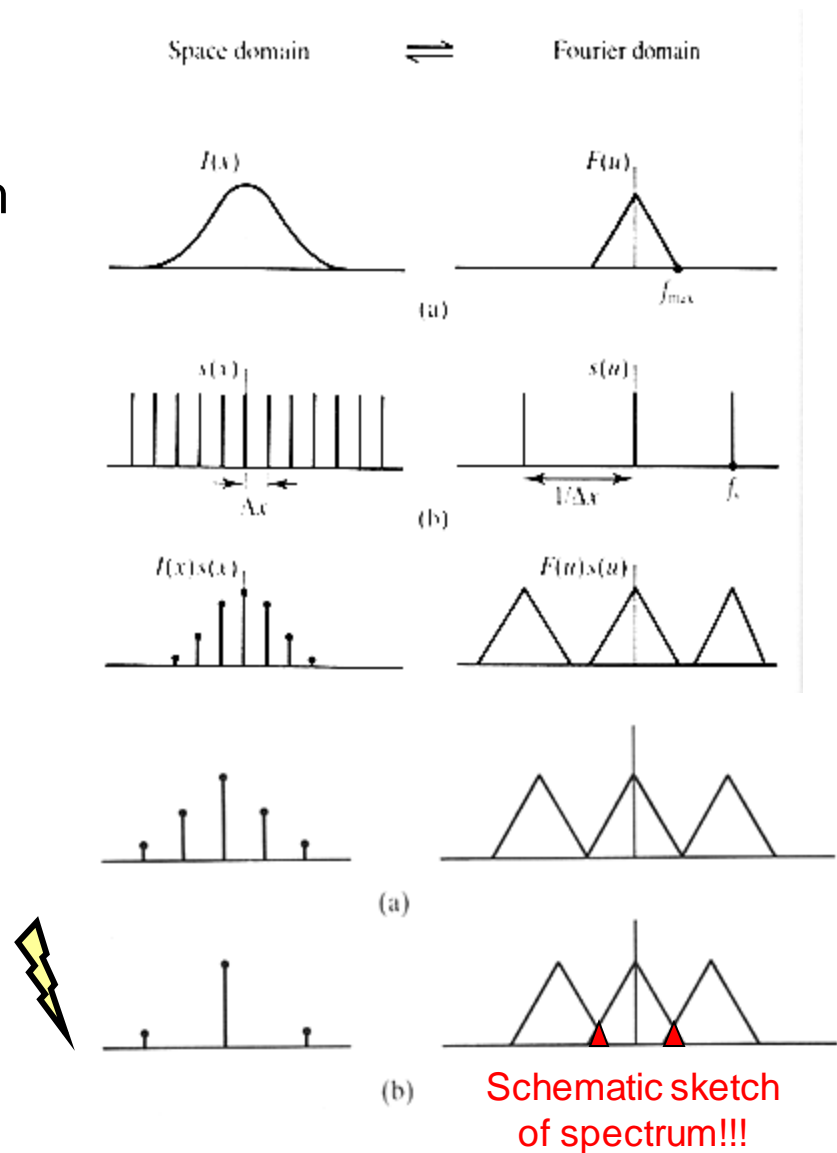 Space domain ⇌ Fourier domain
n
I(x) F(u)
f_max
(a)
s(x) s(u)
Δx 1/Δx f_s
(b)
I(x)s(x) F(u)s(u)
(a)
(b)
Schematic sketch
of spectrum!!!